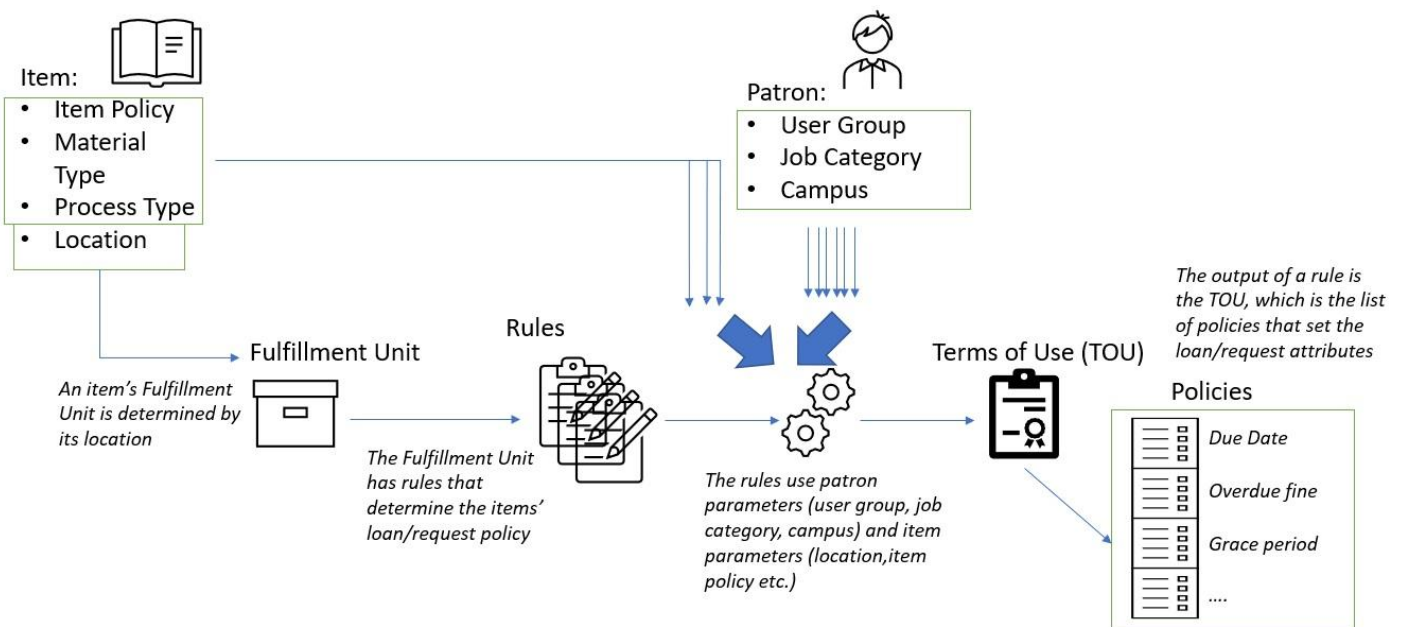 Item:
• Item Policy
• Material
Type
• Process Type
• Location
Patron:
• User Group
• Job Category
• Campus
Fulfillment Unit
An item's Fulfillment
Unit is determined by
its location
Rules
The Fulfillment Unit
has rules that
determine the items'
loan/request policy
The rules use patron
parameters (user group, job
category, campus) and item
parameters (location,item
policy etc.)
Terms of Use (TOU)
The output of a rule is
the TOU, which is the list
of policies that set the
loan/request attributes
Policies
Due Date
Overdue fine
Grace period
....